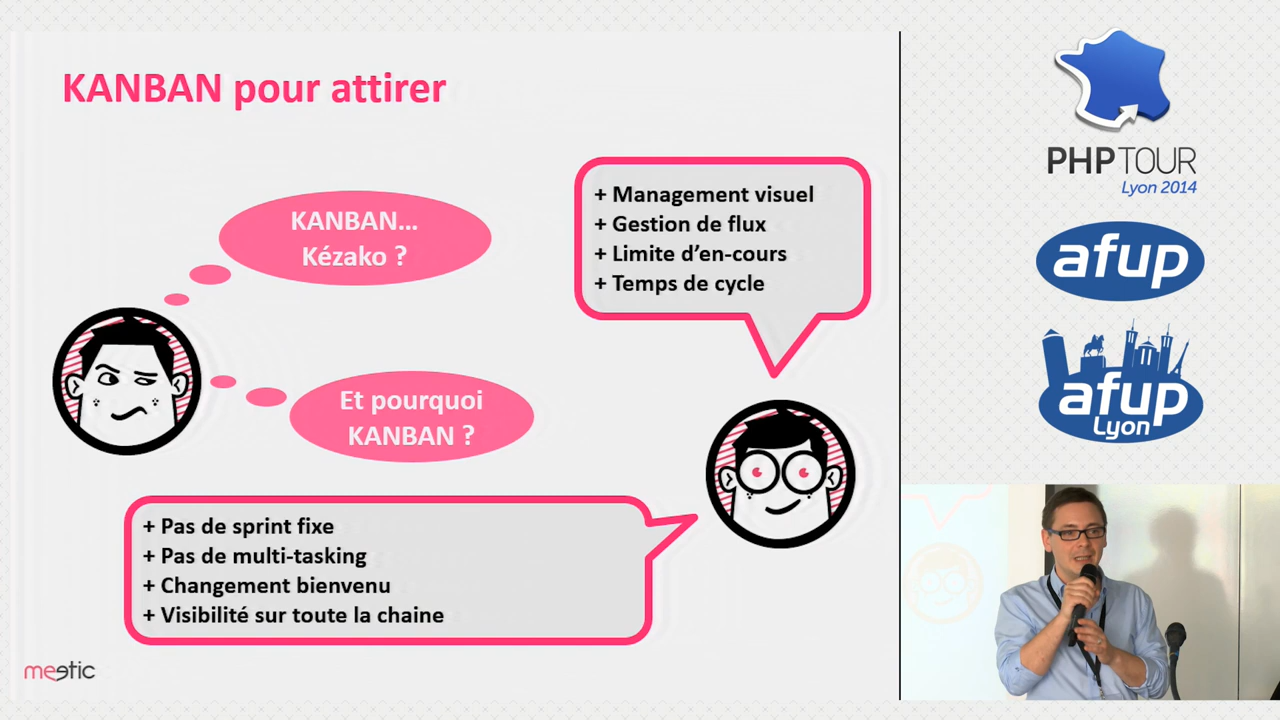 KANBAN pour attirer
KANBAN...
Kézako ?
+ Management visuel
+ Gestion de flux
+ Limite d'en-cours
+ Temps de cycle
Et pourquoi
KANBAN ?
+ Pas de sprint fixe
+ Pas de multi-tasking
+ Changement bienvenu
+ Visibilité sur toute la chaine
meetic
PHP TOUR
Lyon 2014
afup
afup
Lyon